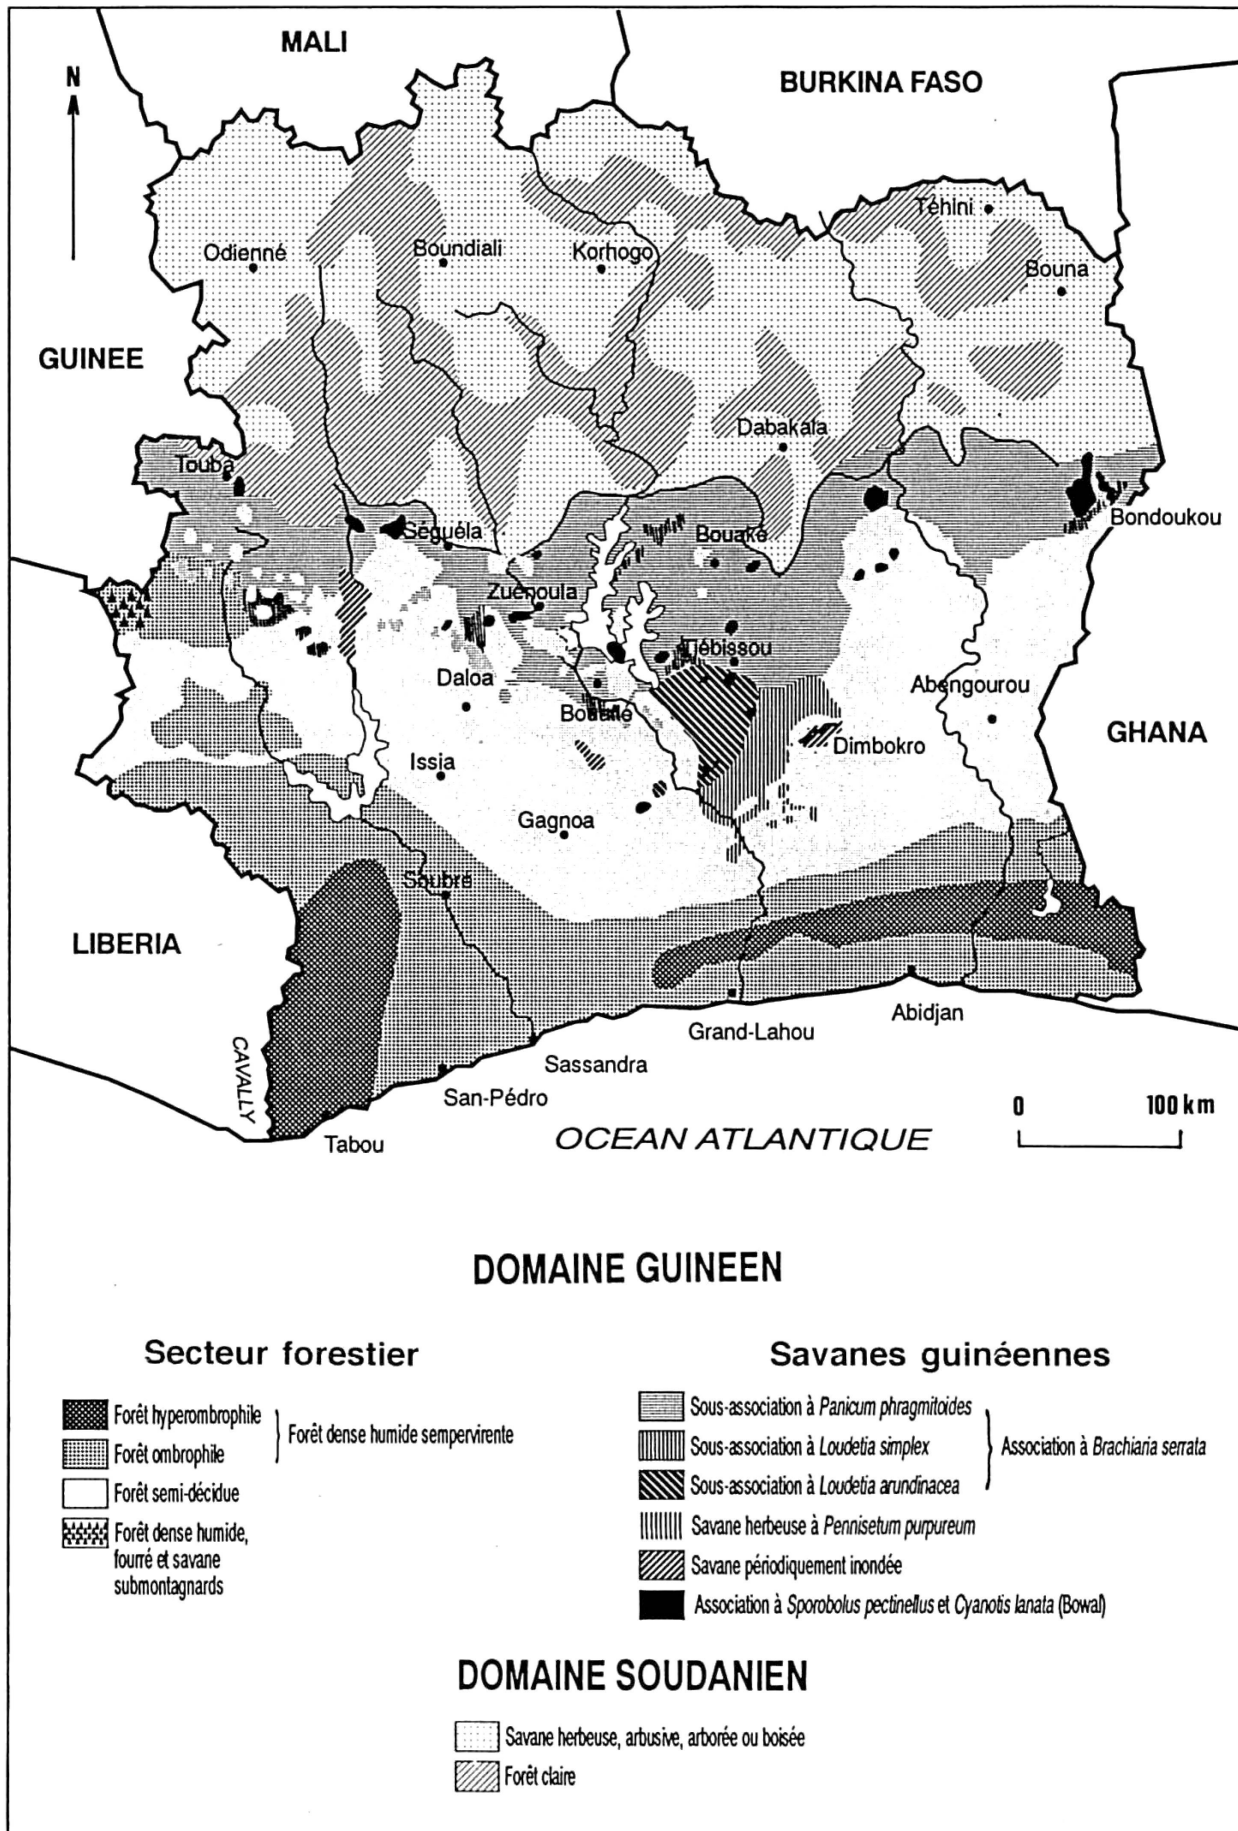 MALI
N
BURKINA FASO
Téhini
Odienné
Boundiali
Korhogo
Bouna
GUINEE
Dabakala
Touba
Bondoukou
Séguéla
Bouaké
Zuénoula
Tiébissou
Daloa
Abengourou
Bouaflé
Dimbokro
GHANA
Issia
Gagnoa
Soubré
LIBERIA
Abidjan
Grand-Lahou
CAVALLY
Sassandra
San-Pédro
0 100 km
Tabou
OCEAN ATLANTIQUE
DOMAINE GUINEEN
Secteur forestier
Forêt hyperombrophile
Forêt ombrophile
Forêt dense humide sempervirente
Forêt semi-décidue
Forêt dense humide,
fourré et savane
submontagnards
Savanes guinéennes
Sous-association à Panicum phragmitoides
Sous-association à Loudetia simplex
Association à Brachiaria serrata
Sous-association à Loudetia arundinacea
Savane herbeuse à Pennisetum purpureum
Savane périodiquement inondée
Association à Sporobolus pectinellus et Cyanotis lanata (Bowal)
DOMAINE SOUDANIEN
Savane herbeuse, arbusive, arborée ou boisée
Forêt claire